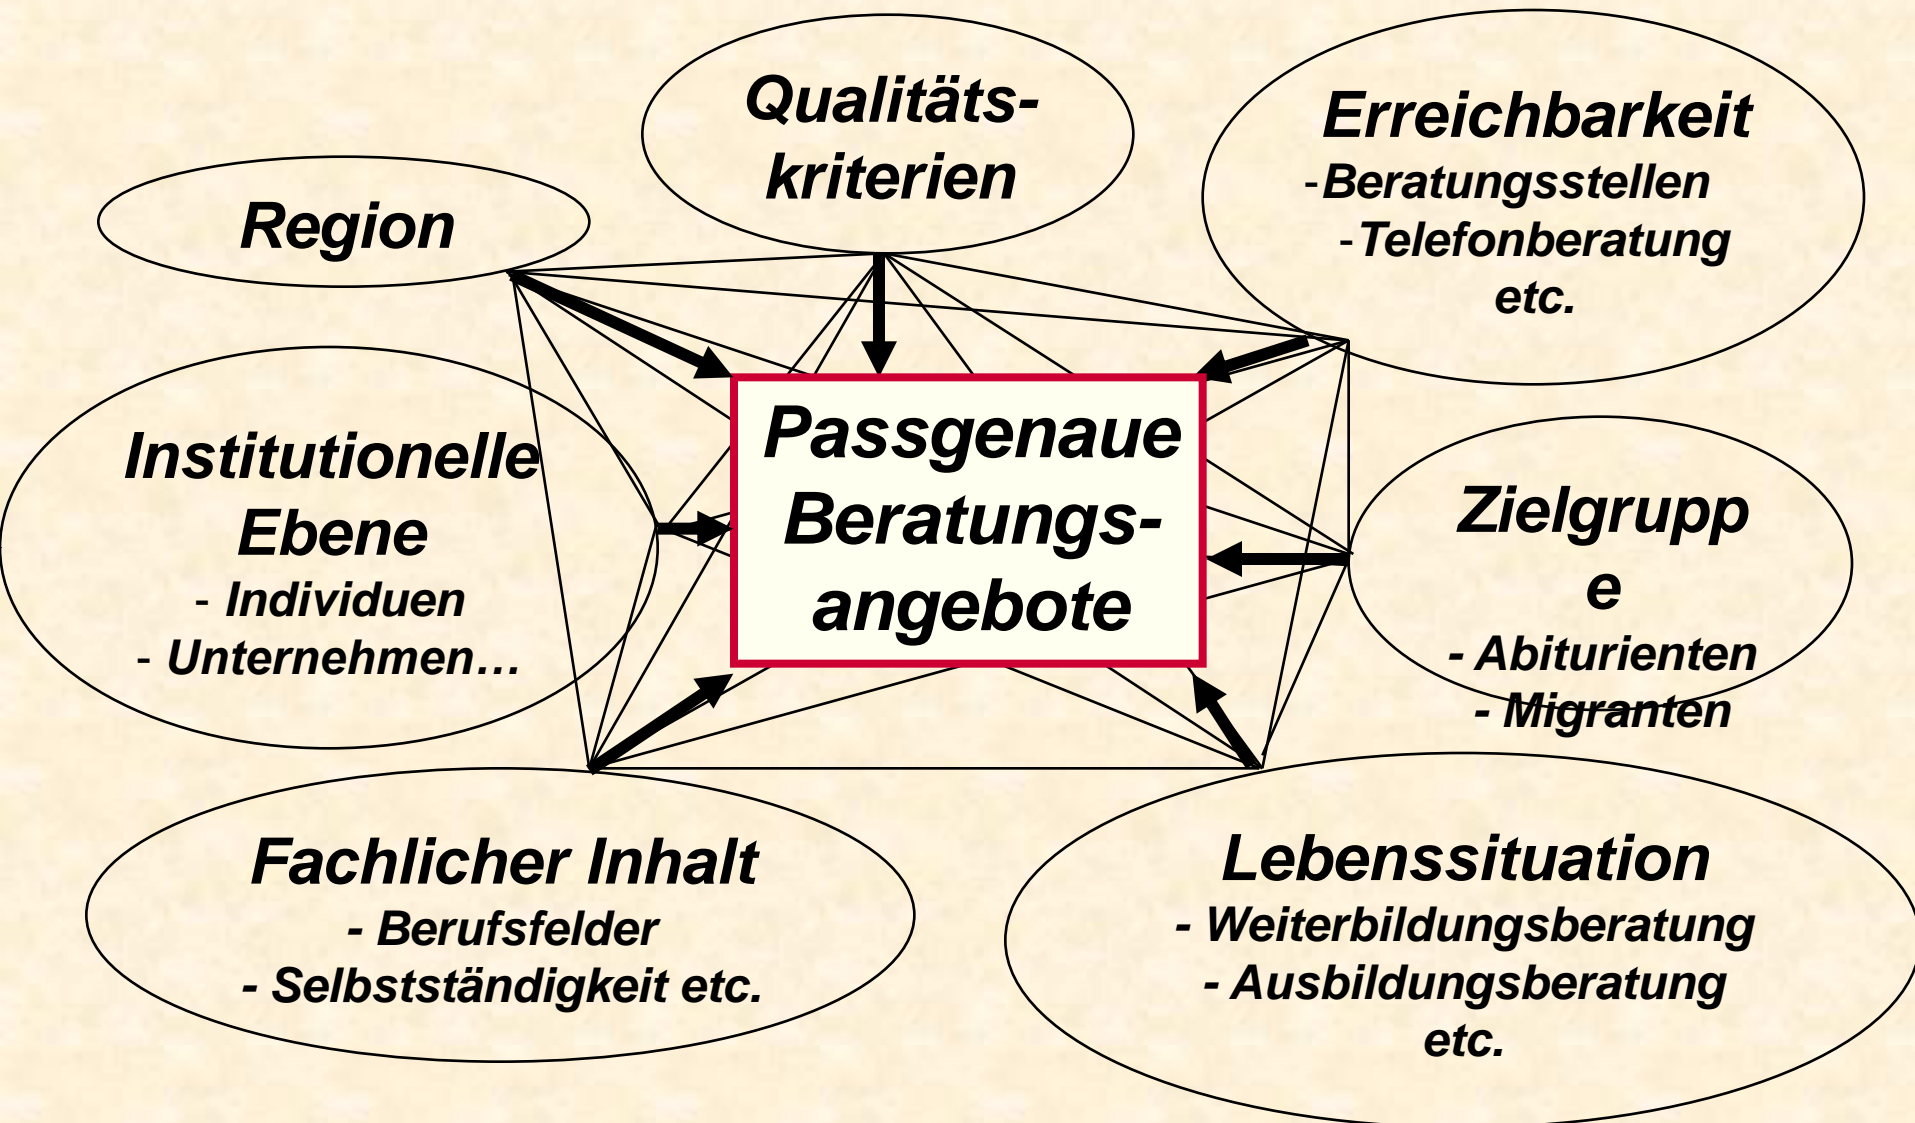 Qualitäts-
kriterien
Erreichbarkeit
-Beratungsstellen
-Telefonberatung
etc.
Region
Institutionelle
Ebene
- Individuen
- Unternehmen…
Passgenaue
Beratungs-
angebote
Zielgrupp
e
- Abiturienten
- Migranten
Fachlicher Inhalt
- Berufsfelder
- Selbstständigkeit etc.
Lebenssituation
- Weiterbildungsberatung
- Ausbildungsberatung
etc.